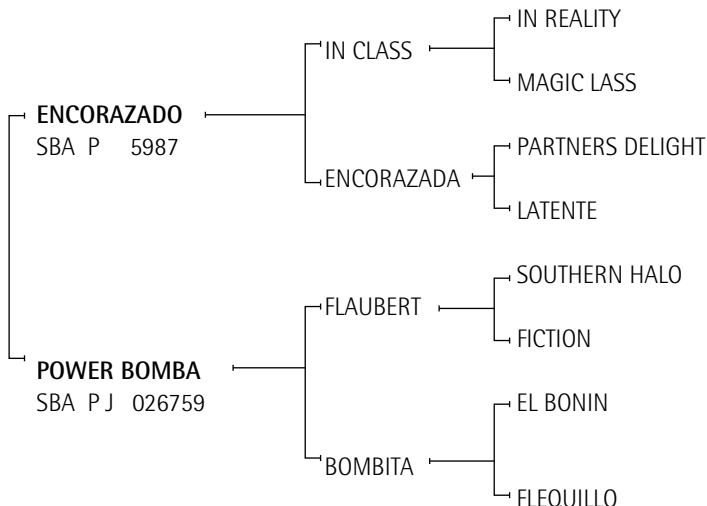 IN REALITY
IN CLASS
MAGIC LASS
ENCORAZADO
SBA P 5987
PARTNERS DELIGHT
ENCORAZADA
LATENTE
SOUTHERN HALO
FLAUBERT
FICTION
POWER BOMBA
SBA P J 026759
EL BONIN
BOMBITA
FLEQUILLO